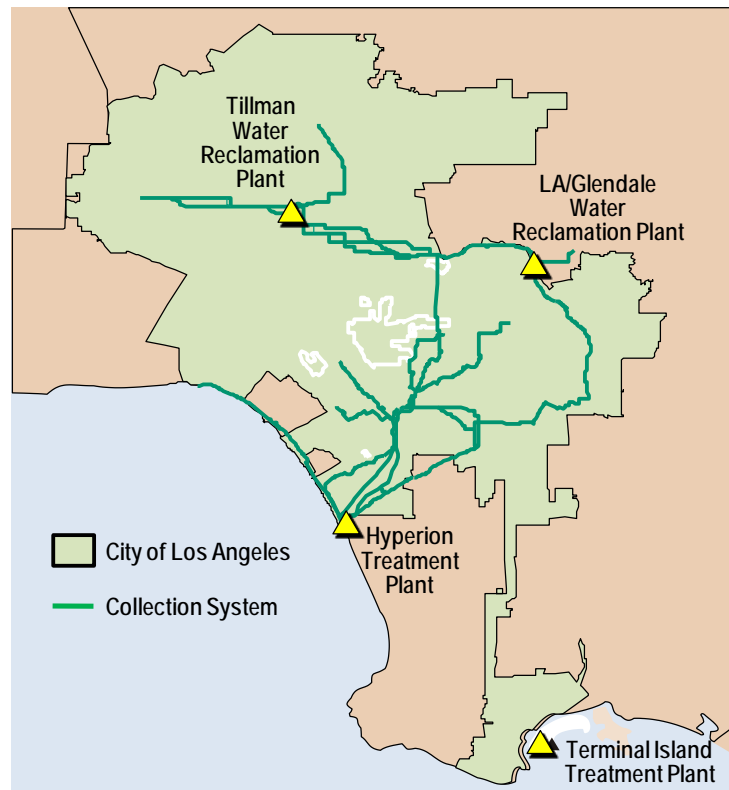 Tillman
Water
Reclamation
Plant
LA/Glendale
Water
Reclamation Plant
Hyperion
Treatment
Plant
City of Los Angeles
Collection System
Terminal Island
Treatment Plant